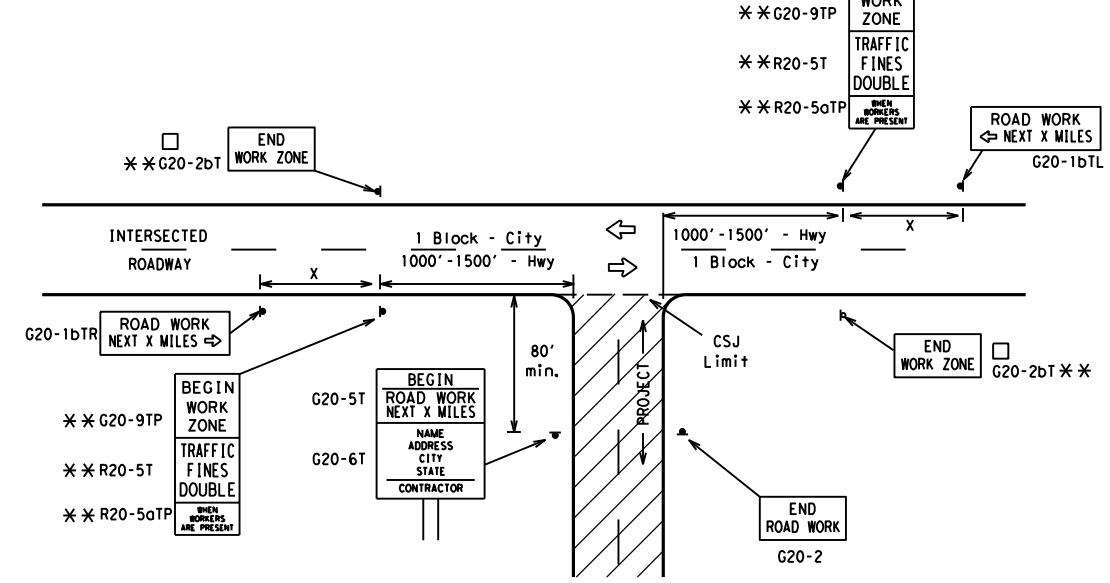 WORK
ZONE
**G20-9TP
TRAFFIC
FINES
DOUBLE
**R20-5T
WHEN
WORKERS
ARE PRESENT
**R20-5aTP
ROAD WORK
⇦ NEXT X MILES
G20-1bTL
□
**G20-2bT
END
WORK ZONE
INTERSECTED
ROADWAY
1 Block - City
1000'-1500' - Hwy
X
1000'-1500' - Hwy
1 Block - City
X
G20-1bTR
ROAD WORK
NEXT X MILES ⇨
80'
min.
PROJECT
CSJ
Limit
END
WORK ZONE
□
G20-2bT **
BEGIN
WORK
ZONE
**G20-9TP
TRAFFIC
FINES
DOUBLE
**R20-5T
WHEN
WORKERS
ARE PRESENT
**R20-5aTP
G20-5T
BEGIN
ROAD WORK
NEXT X MILES
G20-6T
NAME
ADDRESS
CITY
STATE
CONTRACTOR
END
ROAD WORK
G20-2